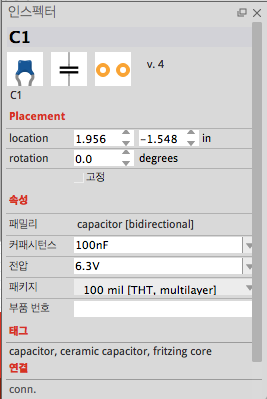 인스펙터
C1
v. 4
C1
Placement
location 1.956 -1.548 in
rotation 0.0 degrees
고정
속성
패밀리 capacitor [bidirectional]
커패시턴스 100nF
전압 6.3V
패키지 100 mil [THT, multilayer]
부품 번호
태그
capacitor, ceramic capacitor, fritzing core
연결
conn.